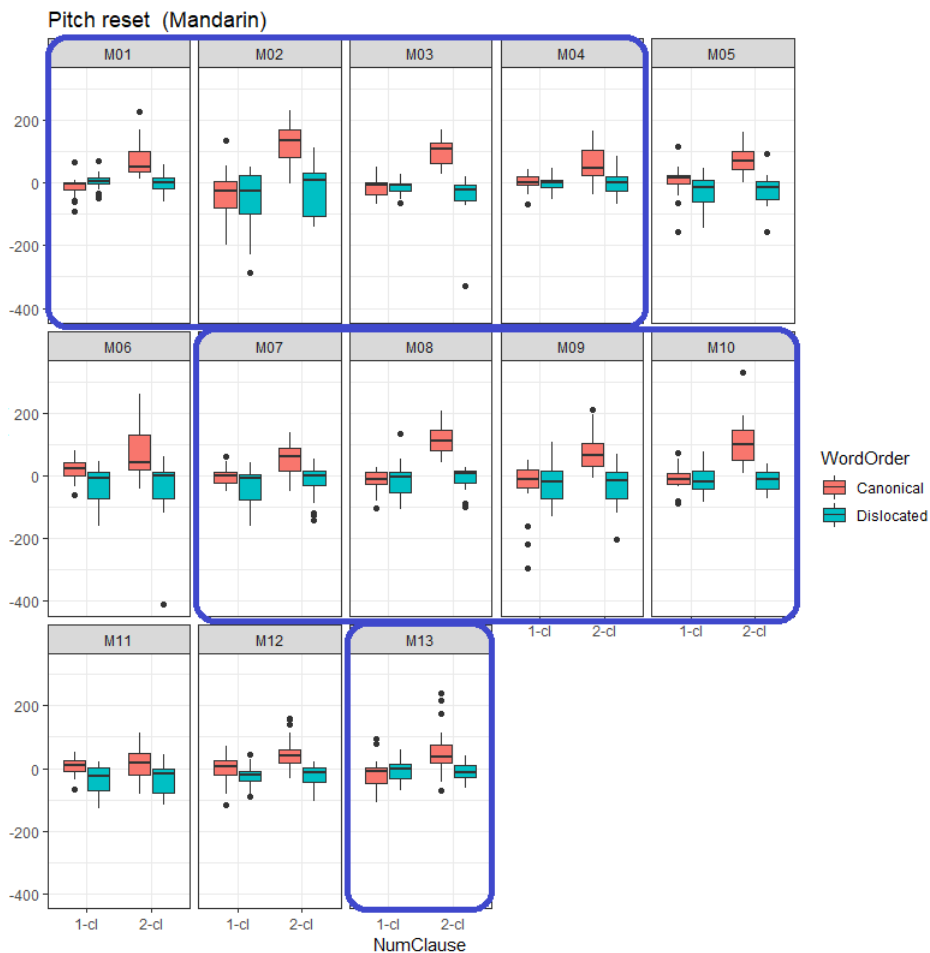 Pitch reset (Mandarin)
M01 M02 M03 M04 M05
200
0
-200
-400
M06 M07 M08 M09 M10
200
0
-200
-400
1-cl 2-cl 1-cl 2-cl
M11 M12 M13
200
0
-200
-400
1-cl 2-cl 1-cl 2-cl 1-cl 2-cl
NumClause
WordOrder
Canonical
Dislocated